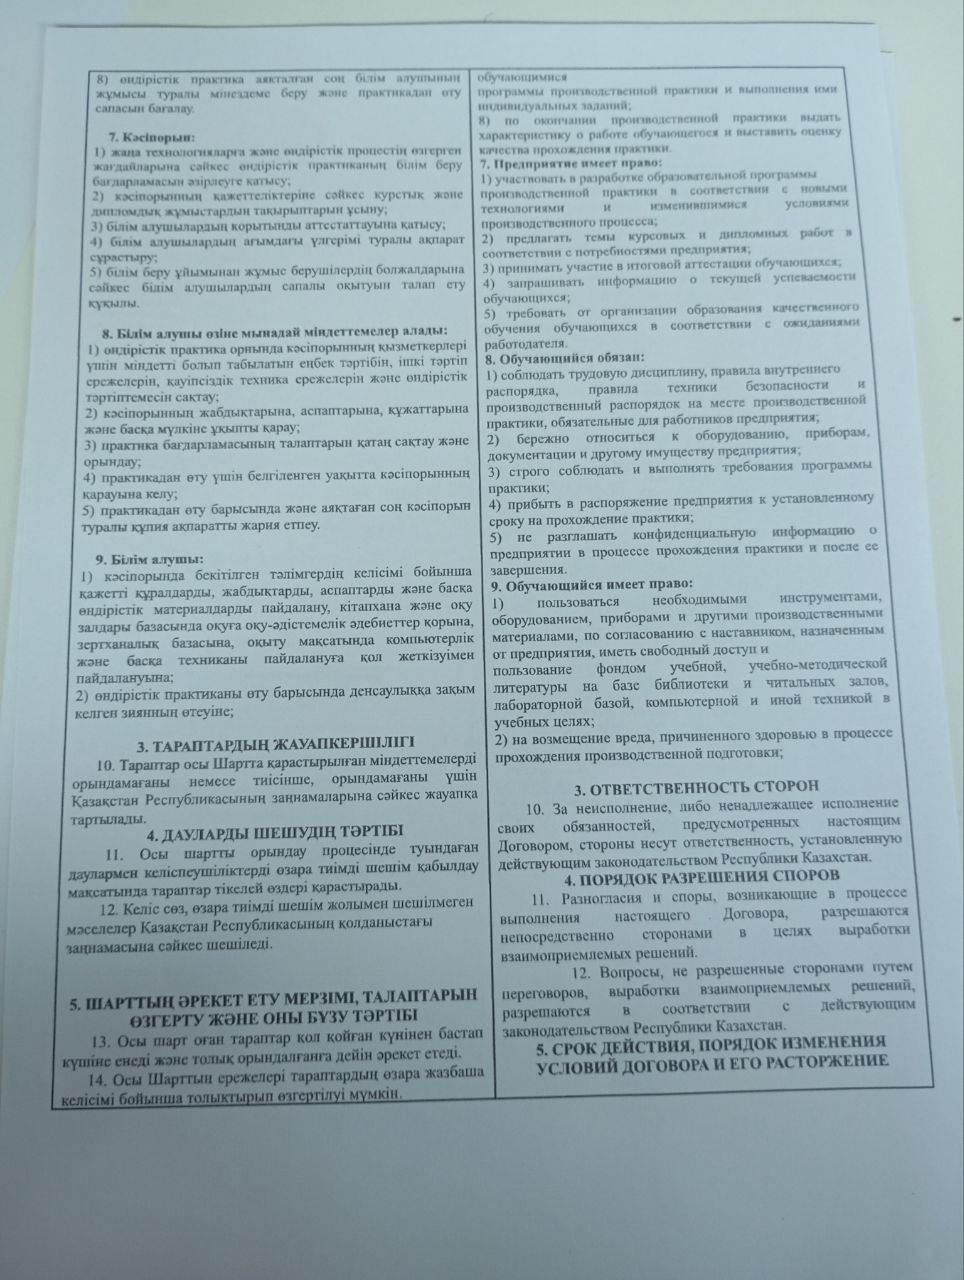 8) өндірістік практика аяқталған соң білім алушының
жұмысы туралы мінездеме беру және практикадан өту
сапасын бағалау.
7. Кәсіпорын:
1) жаңа технологияларға және өндірістік процестің өзгерген
жағдайларына сәйкес өндірістік практиканың білім беру
бағдарламасын әзірлеуге қатысу;
2) кәсіпорынның қажеттеліктеріне сәйкес курстық және
дипломдық жұмыстардың тақырыптарын ұсыну;
3) білім алушылардың қорытынды аттестаттауына қатысу;
4) білім алушылардың ағымдағы үлгерімі туралы ақпарат
сұрастыру;
5) білім беру ұйымынан жұмыс берушілердің болжалдарына
сәйкес білім алушылардың сапалы оқытуын талап ету
құқылы.
8. Білім алушы өзіне мынадай міндеттемелер алады:
1) өндірістік практика орнында кәсіпорынның қызметкерлері
үшін міндетті болып табылатын еңбек тәртібін, ішкі тәртіп
ережелерін, қауіпсіздік техника ережелерін және өндірістік
тәртіптемесін сақтау;
2) кәсіпорынның жабдықтарына, аспаптарына, құжаттарына
және басқа мүлкіне ұқыпты қарау;
3) практика бағдарламасының талаптарын қатаң сақтау және
орындау;
4) практикадан өту үшін белгіленген уақытта кәсіпорынның
қарауына келу;
5) практикадан өту барысында және аяқтаған соң кәсіпорын
туралы құпия ақпаратты жария етпеу.
9. Білім алушы:
1) кәсіпорында бекітілген тәлімгердің келісімі бойынша
қажетті құралдарды, жабдықтарды, аспаптарды және басқа
өндірістік материалдарды пайдалану, кітапхана және оқу
залдары базасында оқуға оқу-әдістемелік әдебиеттер қорына,
зертханалық базасына, оқыту мақсатында компьютерлік
және басқа техниканы пайдалануға қол жеткізуімен
пайдалануына;
2) өндірістік практиканы өту барысында денсаулыққа зақым
келген зиянның өтеуіне;
3. ТАРАПТАРДЫҢ ЖАУАПКЕРШІЛІГІ
10. Тараптар осы Шартта қарастырылған міндеттемелерді
орындамағаны немесе тиісінше, орындамағаны үшін
Қазақстан Республикасының заңнамаларына сәйкес жауапқа
тартылады.
4. ДАУЛАРДЫ ШЕШУДІҢ ТӘРТІБІ
11. Осы шартты орындау процесінде туындаған
даулармен келіспеушіліктерді өзара тиімді шешім қабылдау
мақсатында тараптар тікелей өздері қарастырады.
12. Келіс сөз, өзара тиімді шешім жолымен шешілмеген
мәселелер Қазақстан Республикасының қолданыстағы
заңнамасына сәйкес шешіледі.
5. ШАРТТЫҢ ӘРЕКЕТ ЕТУ МЕРЗІМІ, ТАЛАПТАРЫН
ӨЗГЕРТУ ЖӘНЕ ОНЫ БҰЗУ ТӘРТІБІ
13. Осы шарт оған тараптар қол қойған күнінен бастап
күшіне енеді және толық орындалғанға дейін әрекет етеді.
14. Осы Шарттың ережелері тараптардың өзара жазбаша
келісімі бойынша толықтырып өзгертілуі мүмкін.
обучающимися
программы производственной практики и выполнения ими
индивидуальных заданий;
8) по окончании производственной практики выдать
характеристику о работе обучающегося и выставить оценку
качества прохождения практики.
7. Предприятие имеет право:
1) участвовать в разработке образовательной программы
производственной практики в соответствии с новыми
технологиями и изменившимися условиями
производственного процесса;
2) предлагать темы курсовых и дипломных работ в
соответствии с потребностями предприятия;
3) принимать участие в итоговой аттестации обучающихся;
4) запрашивать информацию о текущей успеваемости
обучающихся;
5) требовать от организации образования качественного
обучения обучающихся в соответствии с ожиданиями
работодателя.
8. Обучающийся обязан:
1) соблюдать трудовую дисциплину, правила внутреннего
распорядка, правила техники безопасности и
производственный распорядок на месте производственной
практики, обязательные для работников предприятия;
2) бережно относиться к оборудованию, приборам,
документации и другому имуществу предприятия;
3) строго соблюдать и выполнять требования программы
практики;
4) прибыть в распоряжение предприятия к установленному
сроку на прохождение практики;
5) не разглашать конфиденциальную информацию о
предприятии в процессе прохождения практики и после ее
завершения.
9. Обучающийся имеет право:
1) пользоваться необходимыми инструментами,
оборудованием, приборами и другими производственными
материалами, по согласованию с наставником, назначенным
от предприятия, иметь свободный доступ и
пользование фондом учебной, учебно-методической
литературы на базе библиотеки и читальных залов,
лабораторной базой, компьютерной и иной техникой в
учебных целях;
2) на возмещение вреда, причиненного здоровью в процессе
прохождения производственной подготовки;
3. ОТВЕТСТВЕННОСТЬ СТОРОН
10. За неисполнение, либо ненадлежащее исполнение
своих обязанностей, предусмотренных настоящим
Договором, стороны несут ответственность, установленную
действующим законодательством Республики Казахстан.
4. ПОРЯДОК РАЗРЕШЕНИЯ СПОРОВ
11. Разногласия и споры, возникающие в процессе
выполнения настоящего Договора, разрешаются
непосредственно сторонами в целях выработки
взаимоприемлемых решений.
12. Вопросы, не разрешенные сторонами путем
переговоров, выработки взаимоприемлемых решений,
разрешаются в соответствии с действующим
законодательством Республики Казахстан.
5. СРОК ДЕЙСТВИЯ, ПОРЯДОК ИЗМЕНЕНИЯ
УСЛОВИЙ ДОГОВОРА И ЕГО РАСТОРЖЕНИЕ